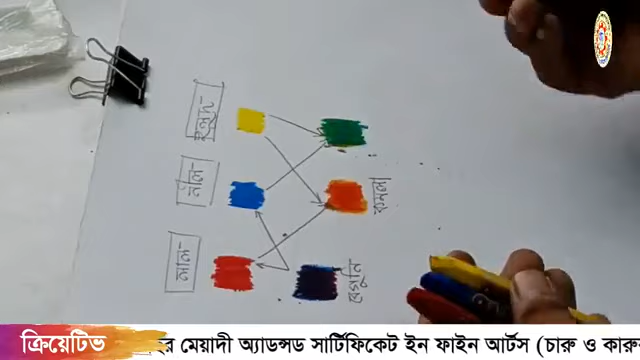 হলুদ
নীল
লাল
কমলা
বেগুনি
ক্রিয়েটিভ
মেয়াদী অ্যাডভান্সড সার্টিফিকেট ইন ফাইন আর্টস (চারু ও কারু